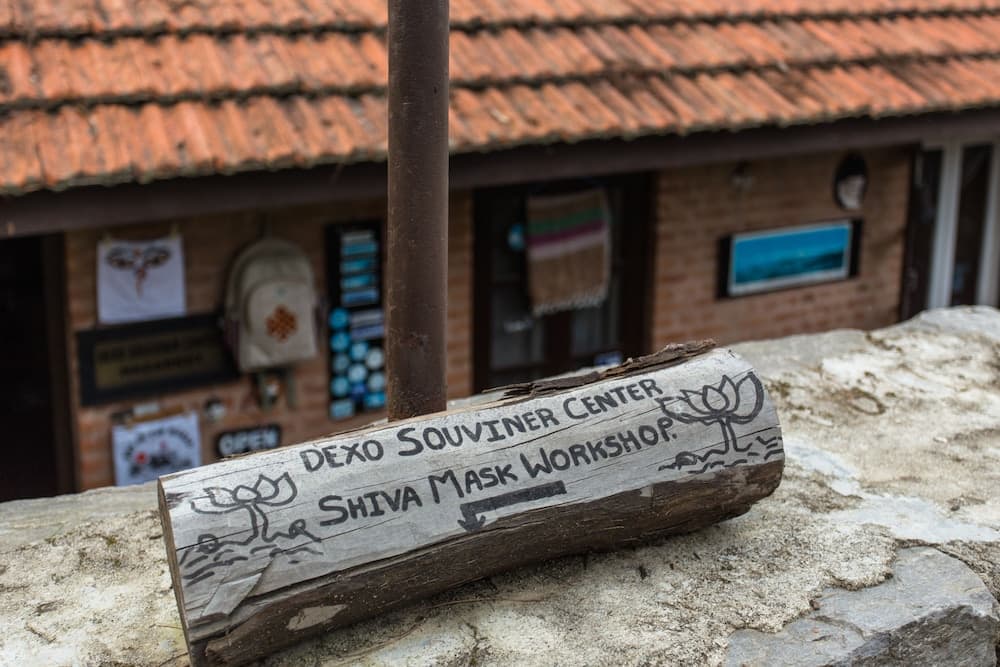 OPEN
DEXO SOUVINER CENTER
SHIVA MASK WORKSHOP.